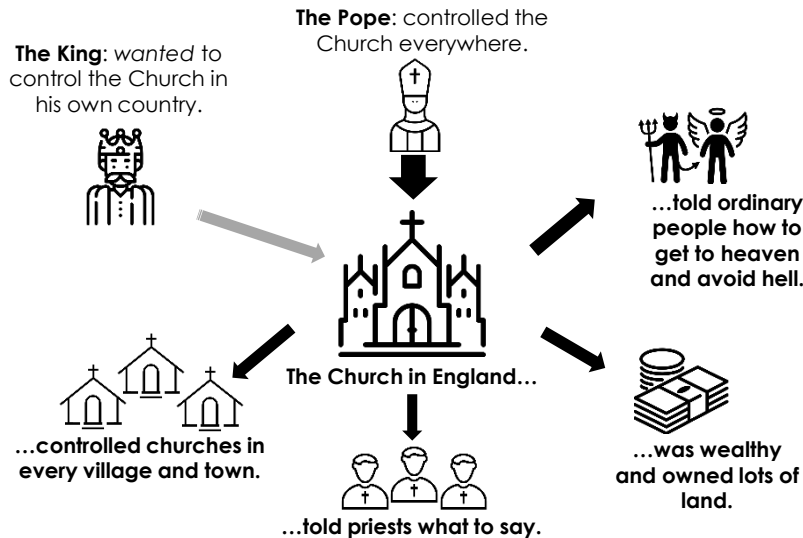 The King: wanted to
control the Church in
his own country.
The Pope: controlled the
Church everywhere.
…told ordinary
people how to
get to heaven
and avoid hell.
The Church in England…
…controlled churches in
every village and town.
…told priests what to say.
…was wealthy
and owned lots of
land.